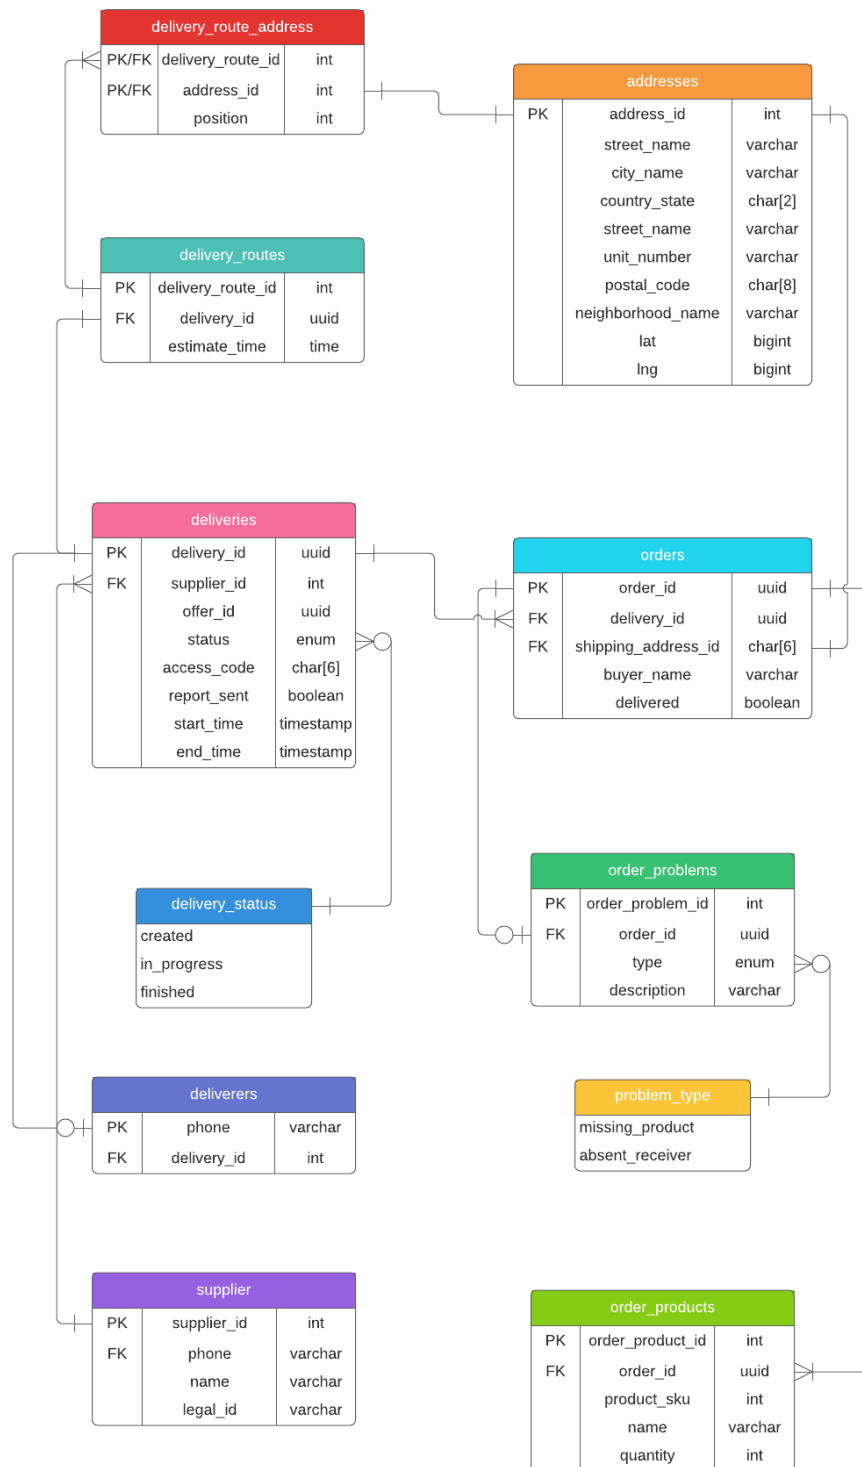 delivery_route_address
PK/FK delivery_route_id int
PK/FK address_id int
position int
addresses
PK address_id int
street_name varchar
city_name varchar
country_state char[2]
street_name varchar
unit_number varchar
postal_code char[8]
neighborhood_name varchar
lat bigint
lng bigint
delivery_routes
PK delivery_route_id int
FK delivery_id uuid
estimate_time time
deliveries
PK delivery_id uuid
FK supplier_id int
offer_id uuid
status enum
access_code char[6]
report_sent boolean
start_time timestamp
end_time timestamp
orders
PK order_id uuid
FK delivery_id uuid
FK shipping_address_id char[6]
buyer_name varchar
delivered boolean
delivery_status
created
in_progress
finished
order_problems
PK order_problem_id int
FK order_id uuid
type enum
description varchar
problem_type
missing_product
absent_receiver
deliverers
PK phone varchar
FK delivery_id int
supplier
PK supplier_id int
FK phone varchar
name varchar
legal_id varchar
order_products
PK order_product_id int
FK order_id uuid
product_sku int
name varchar
quantity int